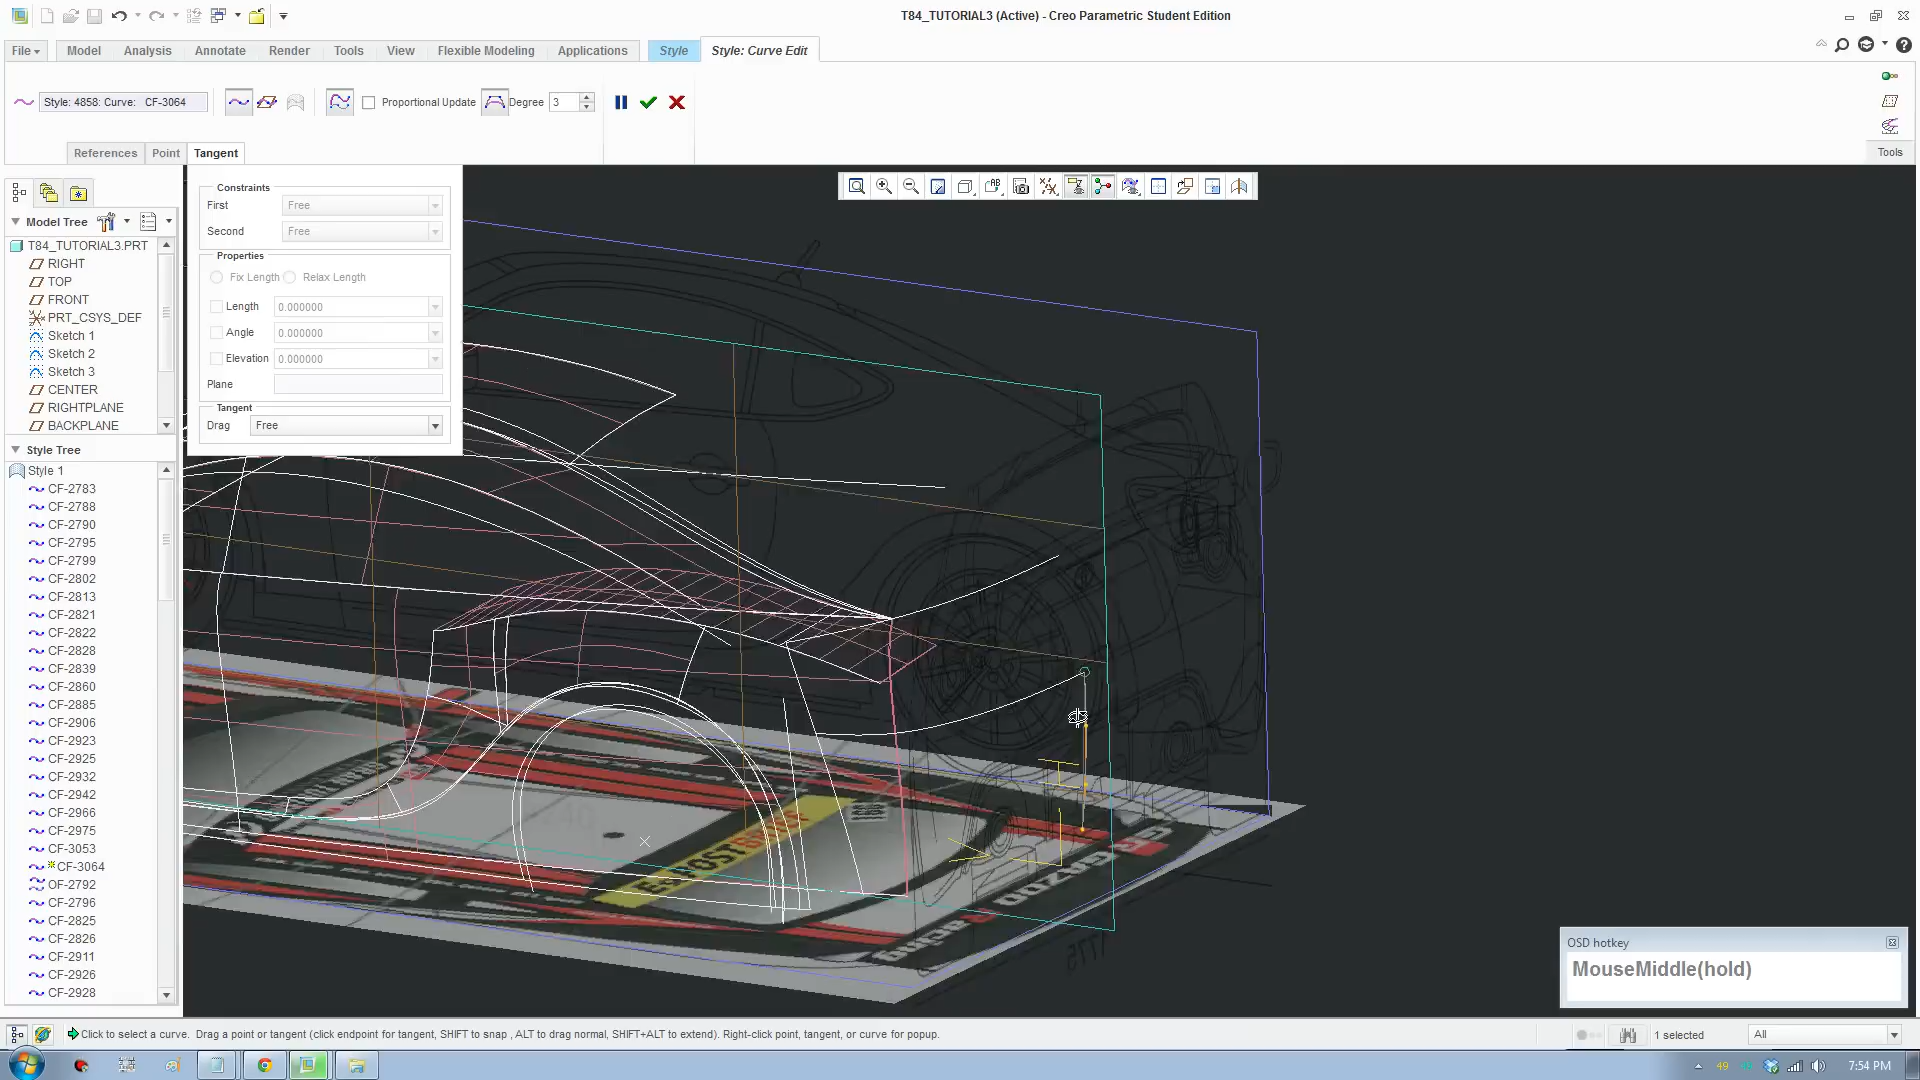 T84_TUTORIAL3 (Active) - Creo Parametric Student Edition
File
Model
Analysis
Annotate
Render
Tools
View
Flexible Modeling
Applications
Style
Style: Curve Edit
Style: 4858: Curve: CF-3064
Proportional Update
Degree
3
References
Point
Tangent
Tools
Constraints
First
Free
Second
Free
Properties
Fix Length
Relax Length
Length
0.000000
Angle
0.000000
Elevation
0.000000
Plane
Tangent
Drag
Free
Model Tree
T84_TUTORIAL3.PRT
RIGHT
TOP
FRONT
PRT_CSYS_DEF
Sketch 1
Sketch 2
Sketch 3
CENTER
RIGHTPLANE
BACKPLANE
Style Tree
Style 1
CF-2783
CF-2788
CF-2790
CF-2795
CF-2799
CF-2802
CF-2813
CF-2821
CF-2822
CF-2828
CF-2839
CF-2860
CF-2885
CF-2906
CF-2923
CF-2925
CF-2932
CF-2942
CF-2966
CF-2975
CF-3053
CF-3064
OF-2792
CF-2796
CF-2825
CF-2826
CF-2911
CF-2926
CF-2928
OSD hotkey
MouseMiddle(hold)
Click to select a curve. Drag a point or tangent (click endpoint for tangent, SHIFT to snap , ALT to drag normal, SHIFT+ALT to extend). Right-click point, tangent, or curve for popup.
1 selected
All
49
7:54 PM